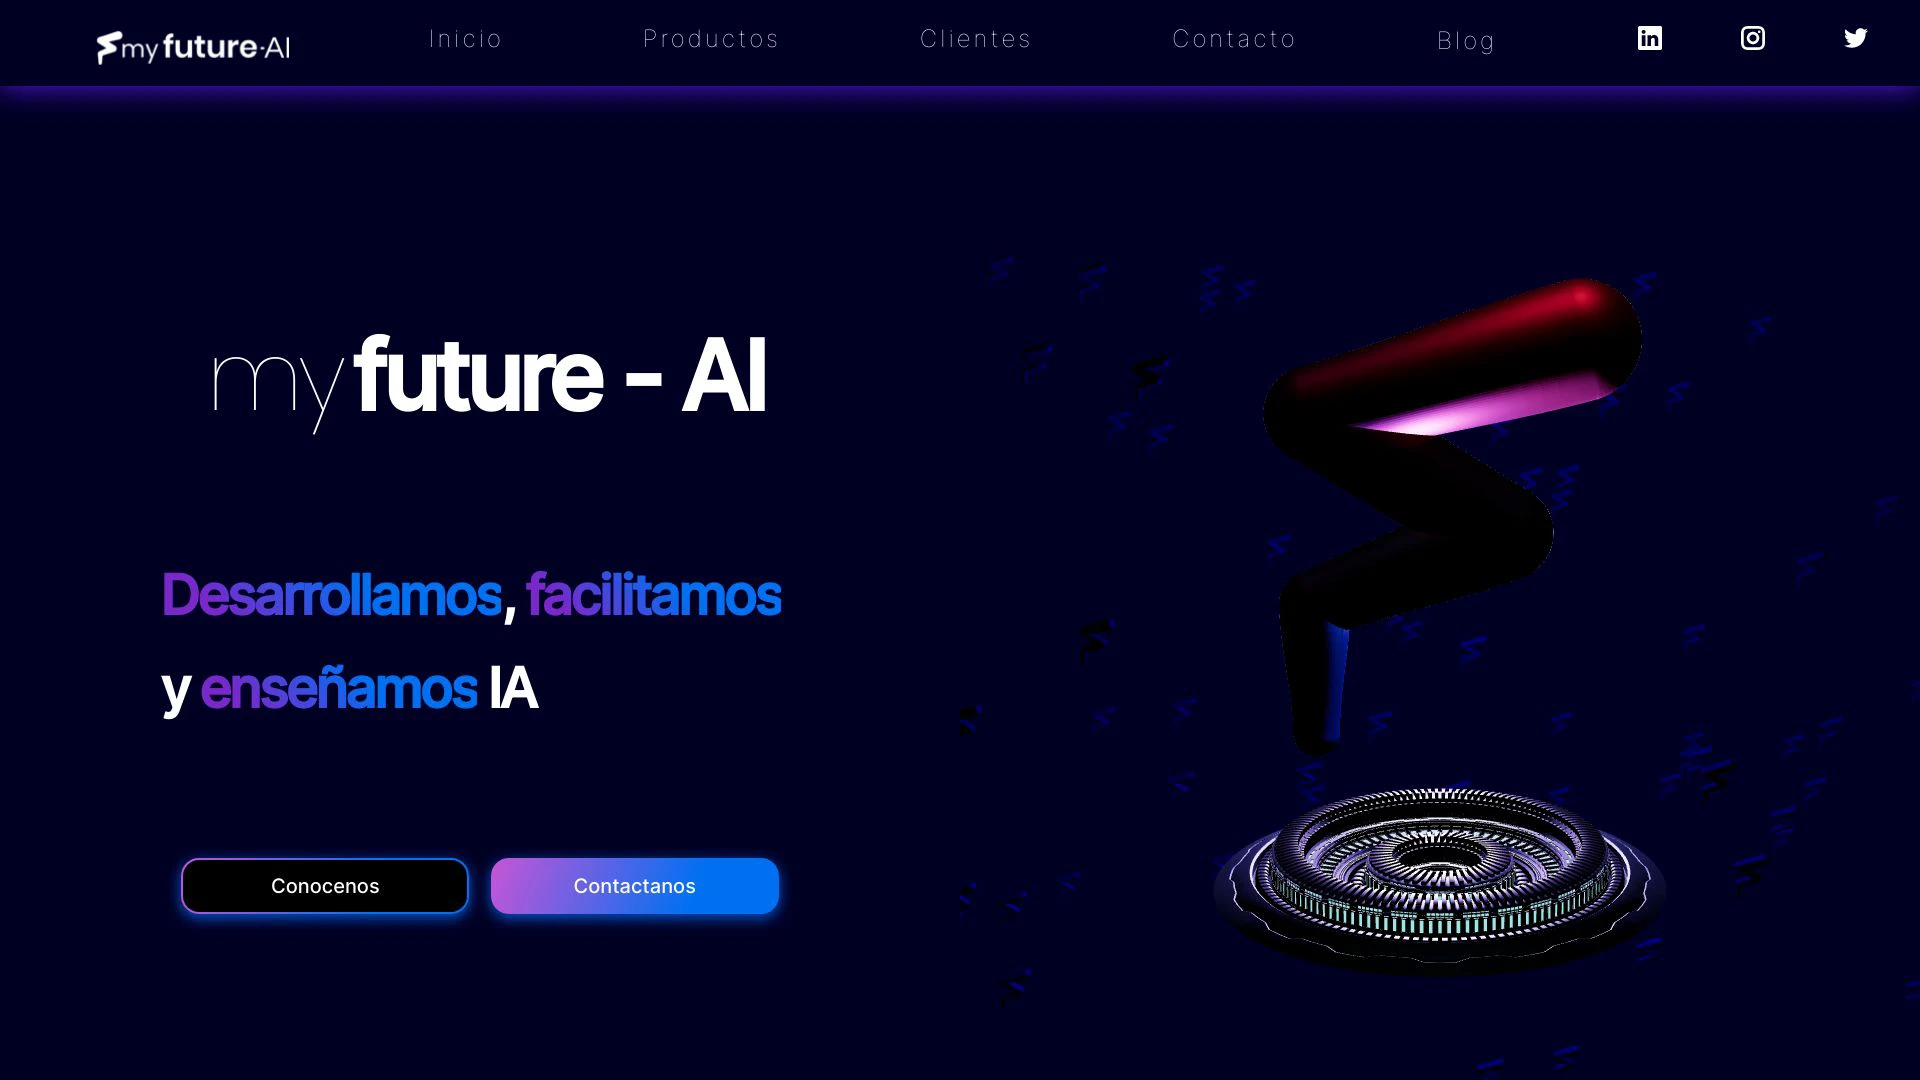 my future·AI
Inicio
Productos
Clientes
Contacto
Blog
my future - AI
Desarrollamos, facilitamos
y enseñamos IA
Conocenos
Contactanos